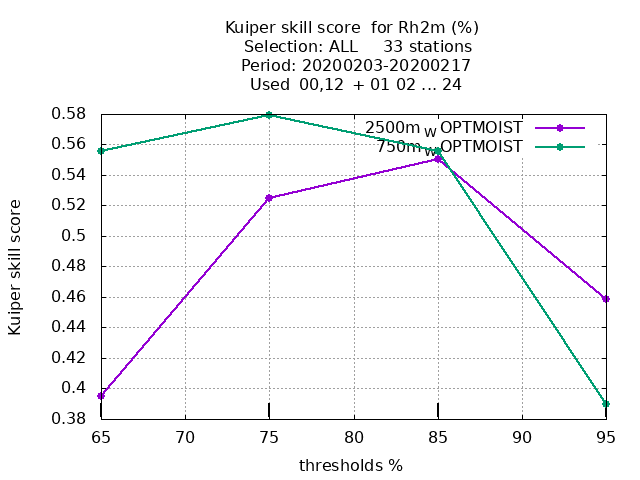 Kuiper skill score for Rh2m (%)
Selection: ALL 33 stations
Period: 20200203-20200217
Used 00,12 + 01 02 ... 24
2500m W OPTMOIST
750m W OPTMOIST
Kuiper skill score
0.58
0.56
0.54
0.52
0.5
0.48
0.46
0.44
0.42
0.4
0.38
65 70 75 80 85 90 95
thresholds %